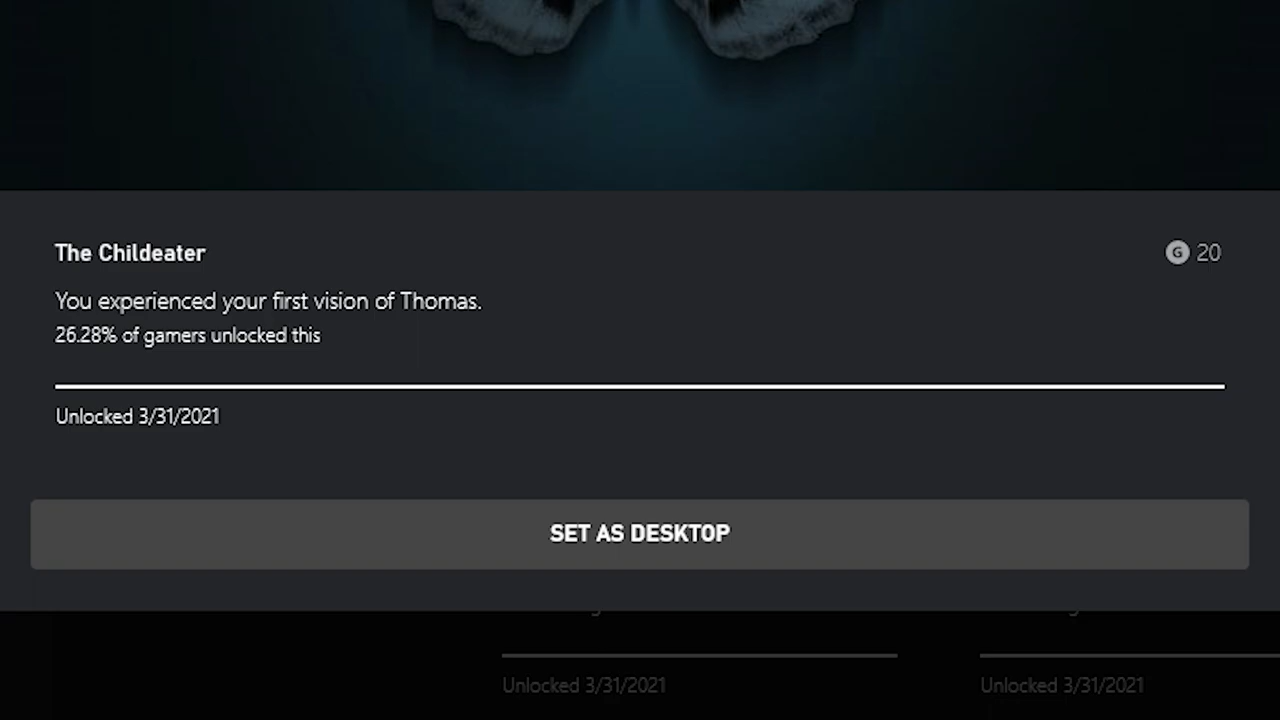 The Childeater
G 20
You experienced your first vision of Thomas.
26.28% of gamers unlocked this
Unlocked 3/31/2021
SET AS DESKTOP
Unlocked 3/31/2021
Unlocked 3/31/2021